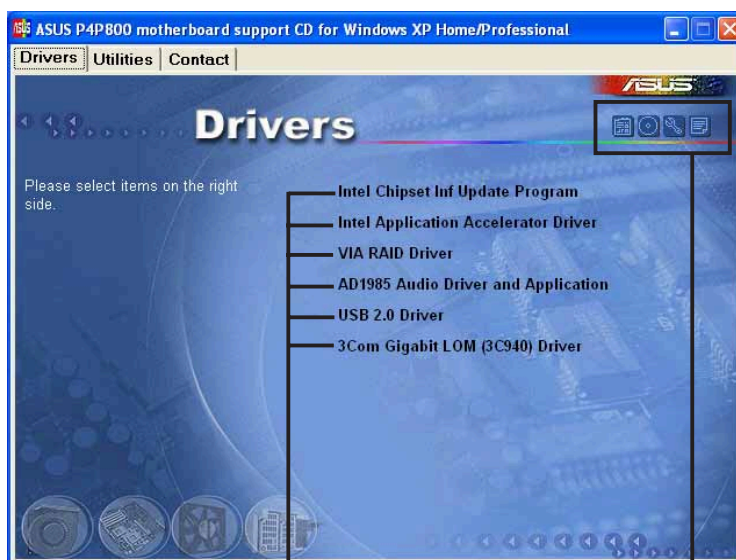 ASUS P4P800 motherboard support CD for Windows XP Home/Professional
Drivers Utilities Contact
ASUS
Drivers
Please select items on the right
side.
Intel Chipset Inf Update Program
Intel Application Accelerator Driver
VIA RAID Driver
AD1985 Audio Driver and Application
USB 2.0 Driver
3Com Gigabit LOM (3C940) Driver